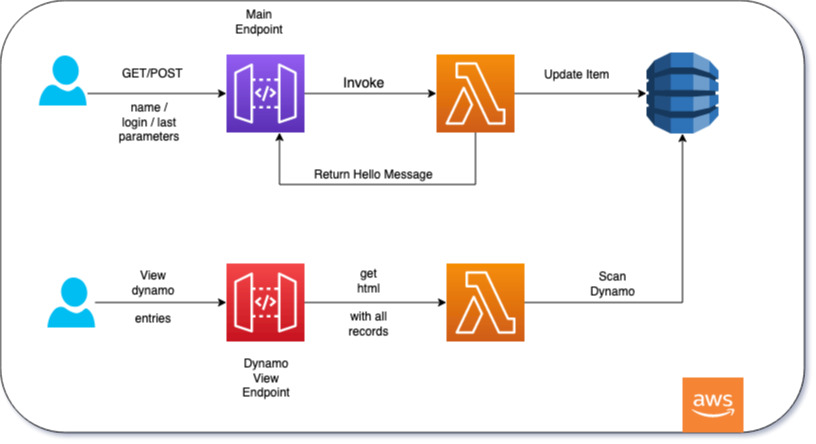 Main
Endpoint
GET/POST
name /
login / last
parameters
</>
Invoke
Update Item
Return Hello Message
View
dynamo
entries
</>
get
html
with all
records
Scan
Dynamo
Dynamo
View
Endpoint
aws